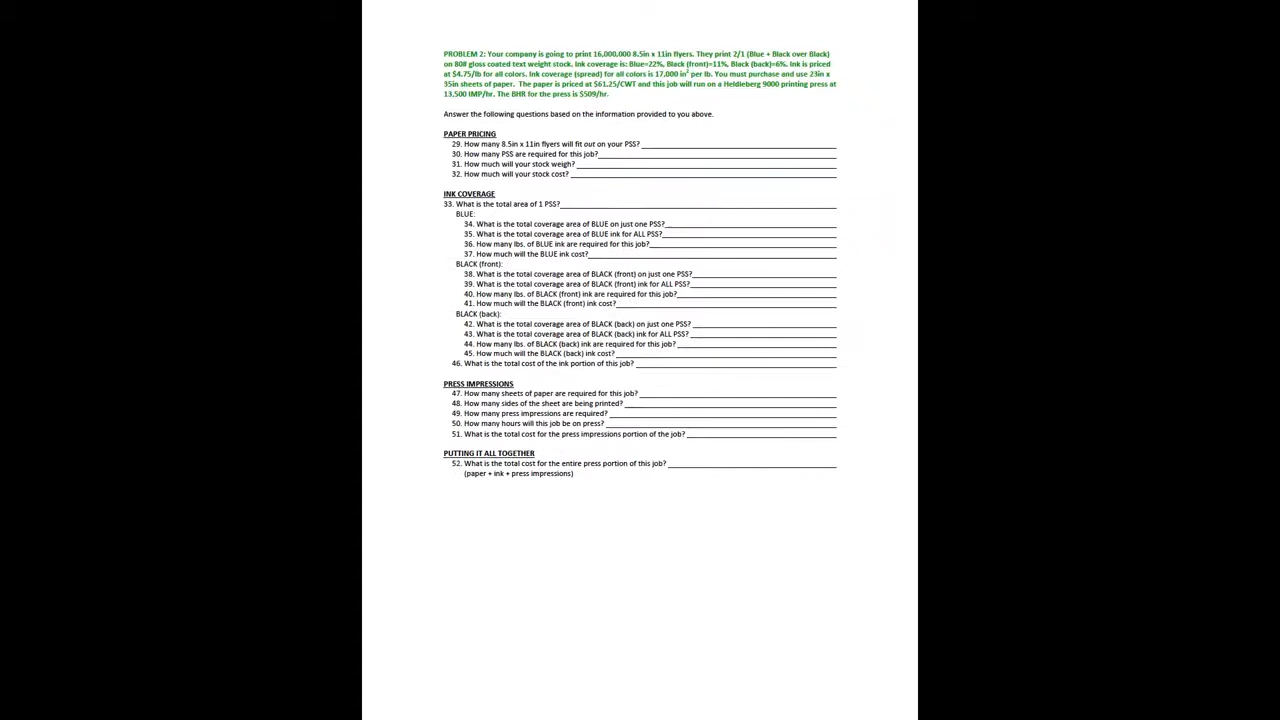 PROBLEM 2: Your company is going to print 16,000,000 8.5in x 11in flyers. They print 2/1 (Blue + Black over Black)
on 80# gloss coated text weight stock. Ink coverage is: Blue=22%, Black (front)=11%, Black (back)=6%. Ink is priced
at $4.75/lb for all colors. Ink coverage (spread) for all colors is 17,000 in² per lb. You must purchase and use 23in x
35in sheets of paper. The paper is priced at $61.25/CWT and this job will run on a Heidleberg 9000 printing press at
13,500 IMP/hr. The BHR for the press is $509/hr.
Answer the following questions based on the information provided to you above.
PAPER PRICING
29. How many 8.5in x 11in flyers will fit out on your PSS?
30. How many PSS are required for this job?
31. How much will your stock weigh?
32. How much will your stock cost?
INK COVERAGE
33. What is the total area of 1 PSS?
BLUE:
34. What is the total coverage area of BLUE on just one PSS?
35. What is the total coverage area of BLUE ink for ALL PSS?
36. How many lbs. of BLUE ink are required for this job?
37. How much will the BLUE ink cost?
BLACK (front):
38. What is the total coverage area of BLACK (front) on just one PSS?
39. What is the total coverage area of BLACK (front) ink for ALL PSS?
40. How many lbs. of BLACK (front) ink are required for this job?
41. How much will the BLACK (front) ink cost?
BLACK (back):
42. What is the total coverage area of BLACK (back) on just one PSS?
43. What is the total coverage area of BLACK (back) ink for ALL PSS?
44. How many lbs. of BLACK (back) ink are required for this job?
45. How much will the BLACK (back) ink cost?
46. What is the total cost of the ink portion of this job?
PRESS IMPRESSIONS
47. How many sheets of paper are required for this job?
48. How many sides of the sheet are being printed?
49. How many press impressions are required?
50. How many hours will this job be on press?
51. What is the total cost for the press impressions portion of the job?
PUTTING IT ALL TOGETHER
52. What is the total cost for the entire press portion of this job?
(paper + ink + press impressions)